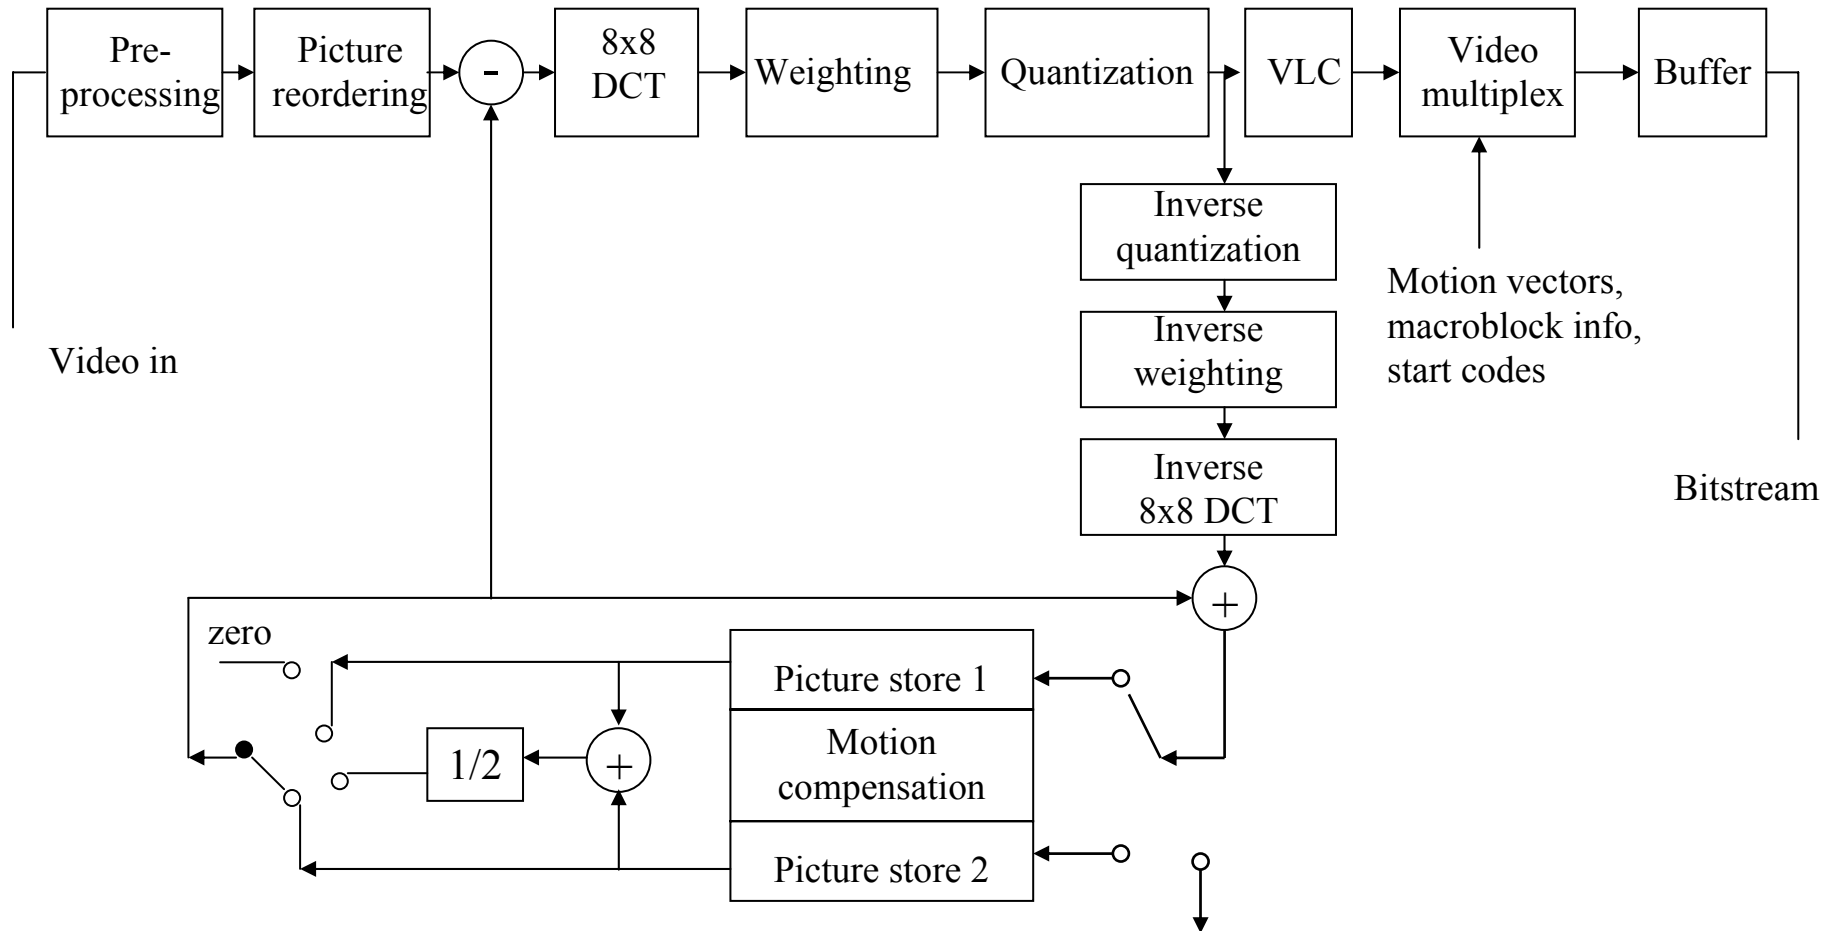 Pre-
processing
Picture
reordering
-
8x8
DCT
Weighting
Quantization
VLC
Video
multiplex
Buffer
Inverse
quantization
Motion vectors,
macroblock info,
start codes
Video in
Inverse
weighting
Inverse
8x8 DCT
Bitstream
+
zero
Picture store 1
Motion
compensation
1/2
+
Picture store 2